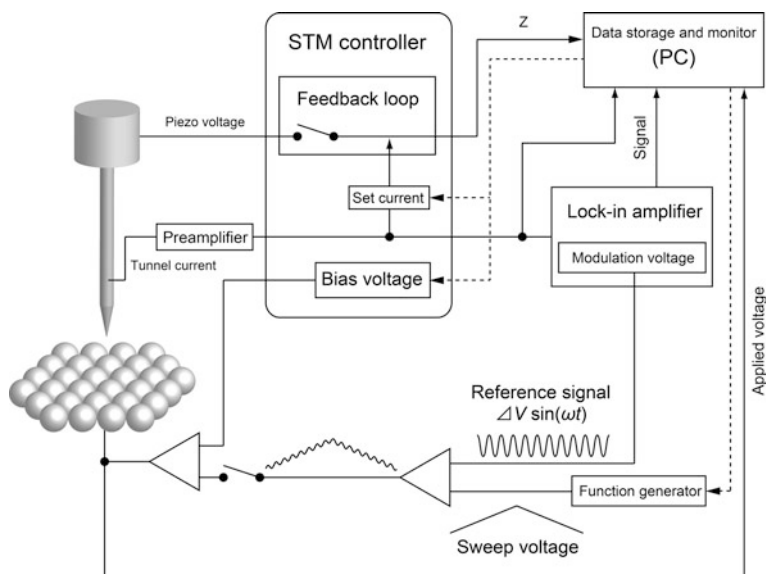 STM controller
Z
Data storage and monitor
(PC)
Feedback loop
Piezo voltage
Signal
Set current
Lock-in amplifier
Preamplifier
Modulation voltage
Tunnel current
Bias voltage
Applied voltage
Reference signal
⊿V sin(ωt)
Function generator
Sweep voltage